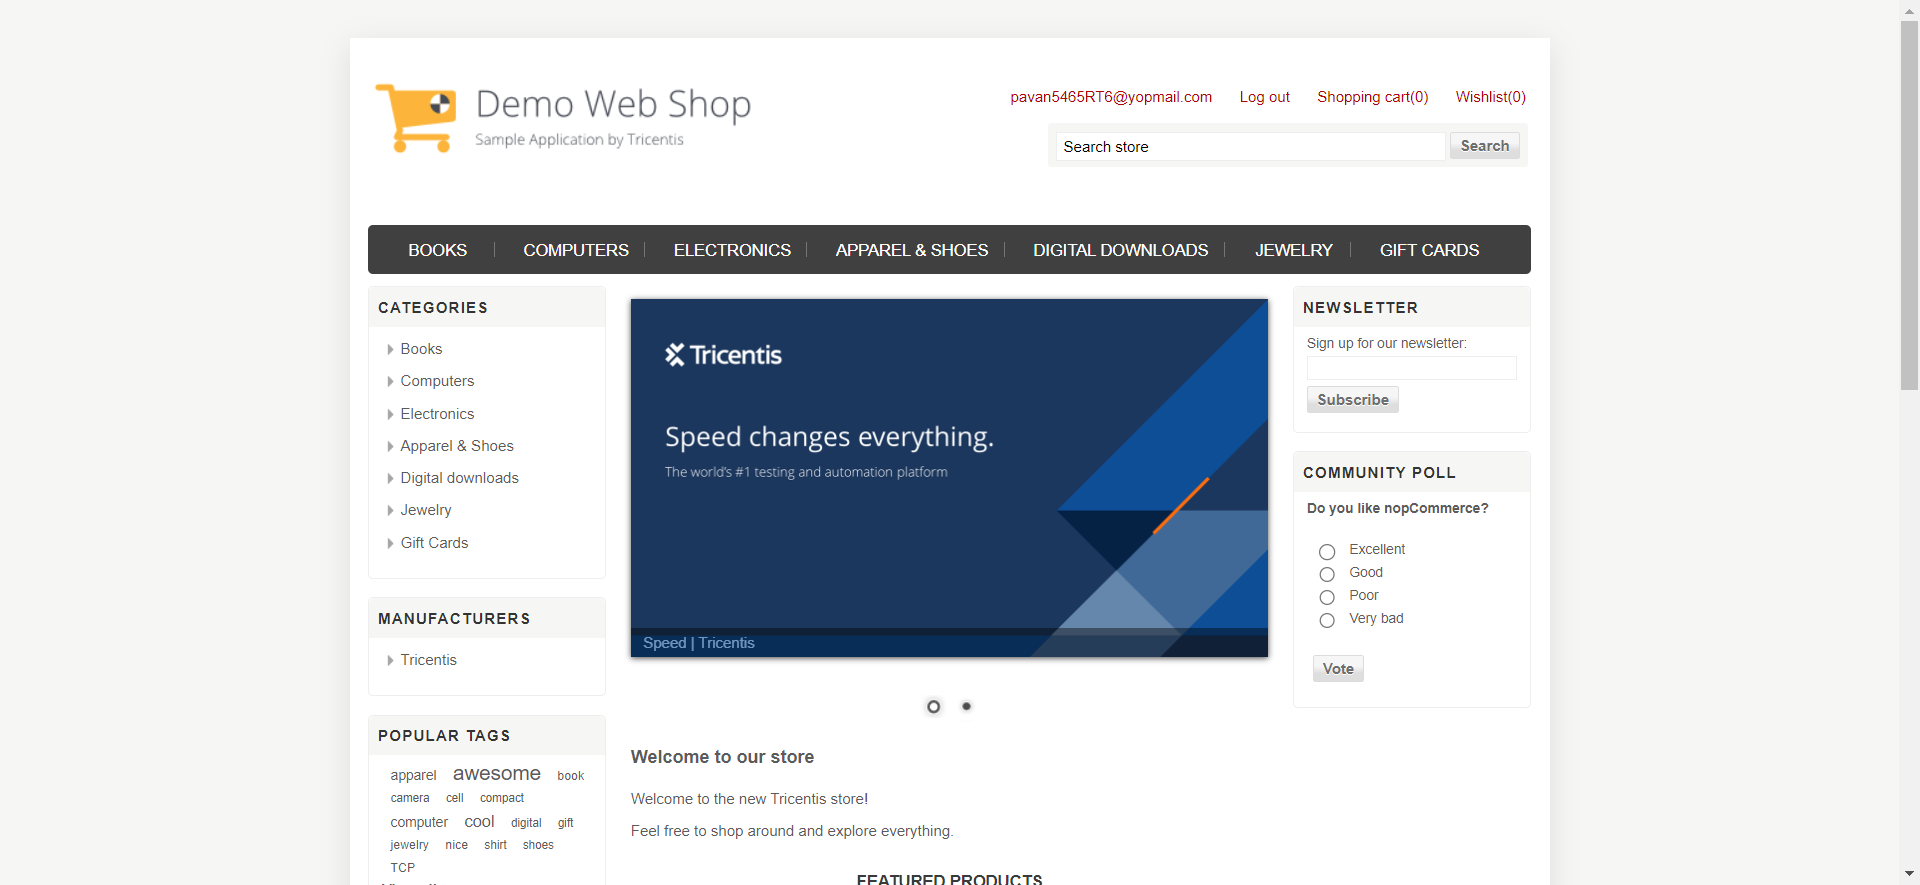 Demo Web Shop
Sample Application by Tricentis
pavan5465RT6@yopmail.com Log out Shopping cart(0) Wishlist(0)
Search store Search
BOOKS COMPUTERS ELECTRONICS APPAREL & SHOES DIGITAL DOWNLOADS JEWELRY GIFT CARDS
CATEGORIES
Books
Computers
Electronics
Apparel & Shoes
Digital downloads
Jewelry
Gift Cards
MANUFACTURERS
Tricentis
POPULAR TAGS
apparel awesome book
camera cell compact
computer cool digital gift
jewelry nice shirt shoes
TCP
Tricentis
Speed changes everything.
The world's #1 testing and automation platform
Speed | Tricentis
Welcome to our store
Welcome to the new Tricentis store!
Feel free to shop around and explore everything.
FEATURED PRODUCTS
NEWSLETTER
Sign up for our newsletter:
Subscribe
COMMUNITY POLL
Do you like nopCommerce?
Excellent
Good
Poor
Very bad
Vote